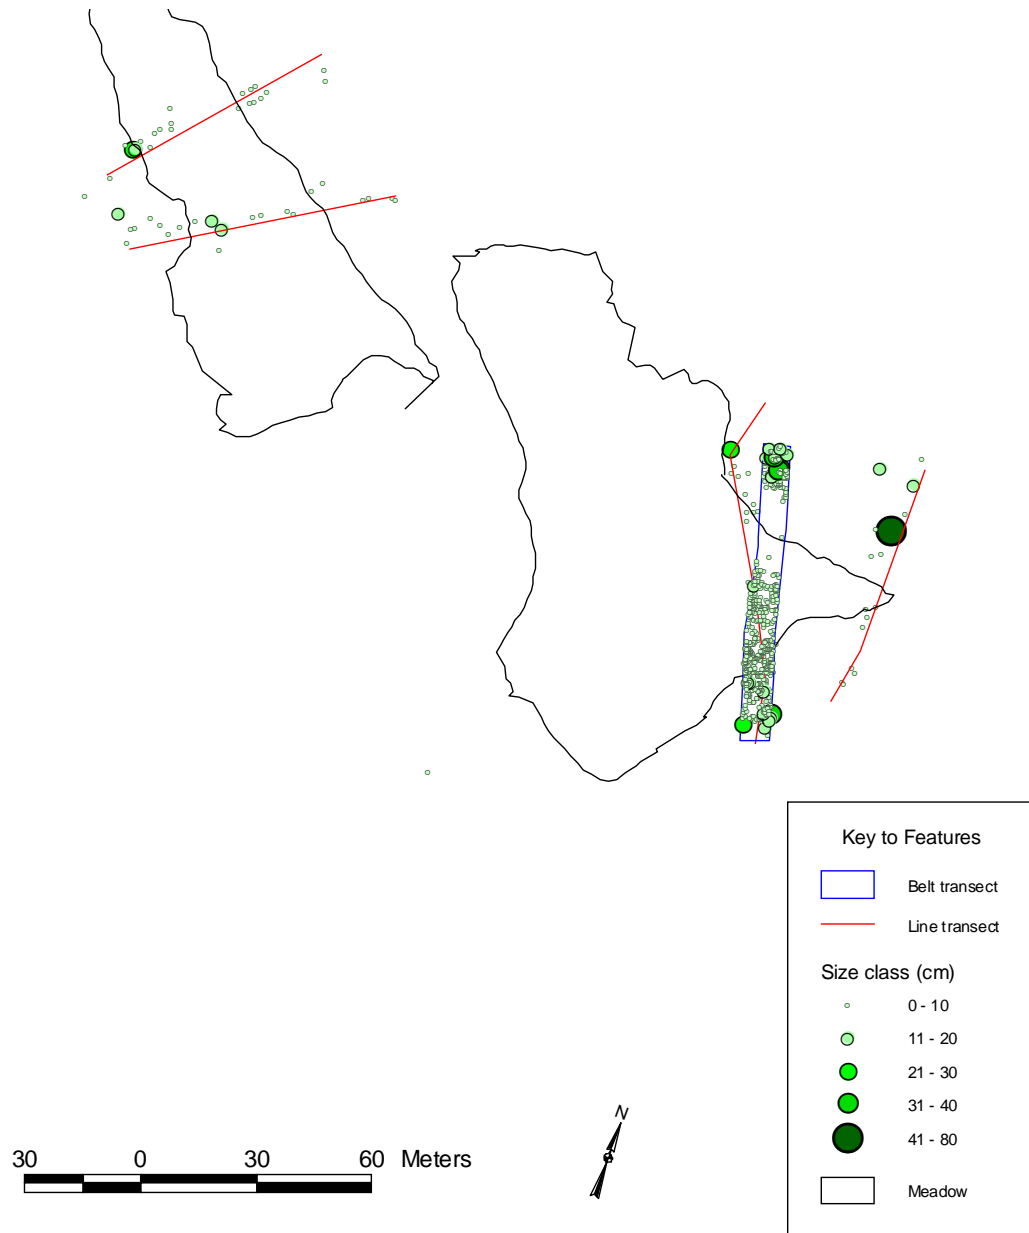 Key to Features
Belt transect
Line transect
Size class (cm)
0 - 10
11 - 20
21 - 30
31 - 40
41 - 80
Meadow
N
30 0 30 60 Meters